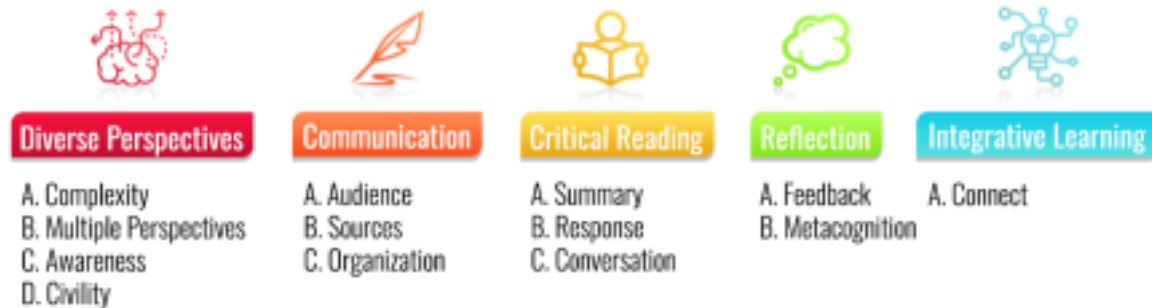 Diverse Perspectives
A. Complexity
B. Multiple Perspectives
C. Awareness
D. Civility
Communication
A. Audience
B. Sources
C. Organization
Critical Reading
A. Summary
B. Response
C. Conversation
Reflection
A. Feedback
B. Metacognition
Integrative Learning
A. Connect